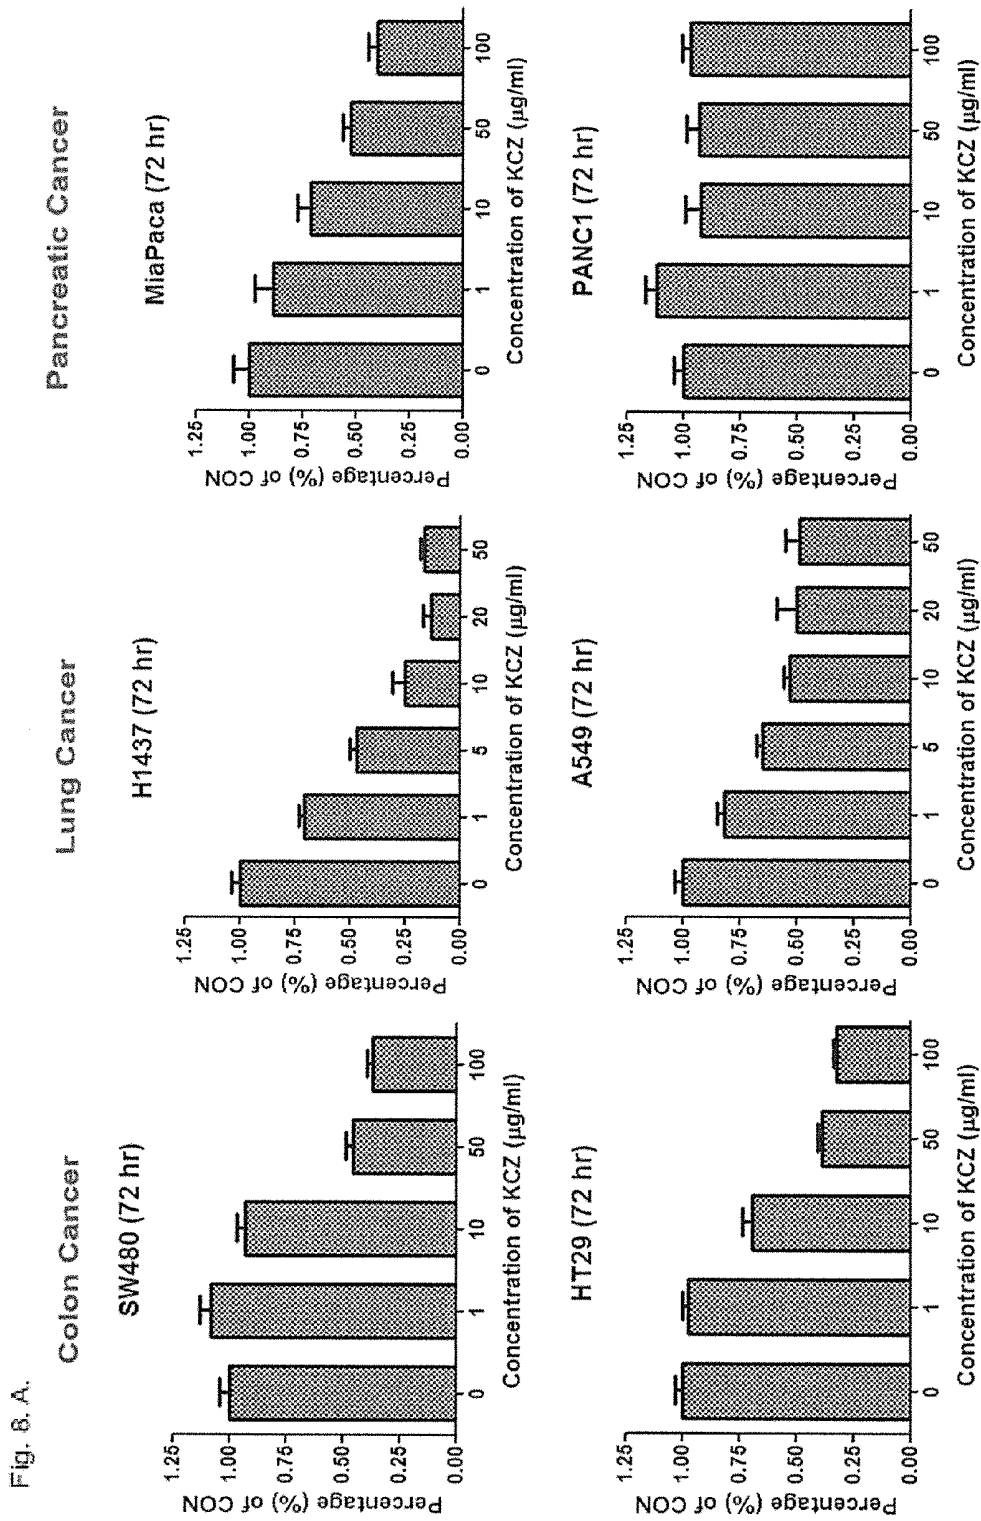 Fig. 8. A.
Colon Cancer
SW480 (72 hr)
Percentage (%) of CON
1.25
1.00
0.75
0.50
0.25
0.00
0 1 10 50 100
Concentration of KCZ (μg/ml)
HT29 (72 hr)
Percentage (%) of CON
1.25
1.00
0.75
0.50
0.25
0.00
0 1 10 50 100
Concentration of KCZ (μg/ml)
Lung Cancer
H1437 (72 hr)
Percentage (%) of CON
1.25
1.00
0.75
0.50
0.25
0.00
0 1 5 10 20 50
Concentration of KCZ (μg/ml)
A549 (72 hr)
Percentage (%) of CON
1.25
1.00
0.75
0.50
0.25
0.00
0 1 6 10 20 50
Concentration of KCZ (μg/ml)
Pancreatic Cancer
MiaPaca (72 hr)
Percentage (%) of CON
1.25
1.00
0.75
0.50
0.25
0.00
0 1 10 50 100
Concentration of KCZ (μg/ml)
PANC1 (72 hr)
Percentage (%) of CON
1.25
1.00
0.75
0.50
0.25
0.00
0 1 10 50 100
Concentration of KCZ (μg/ml)